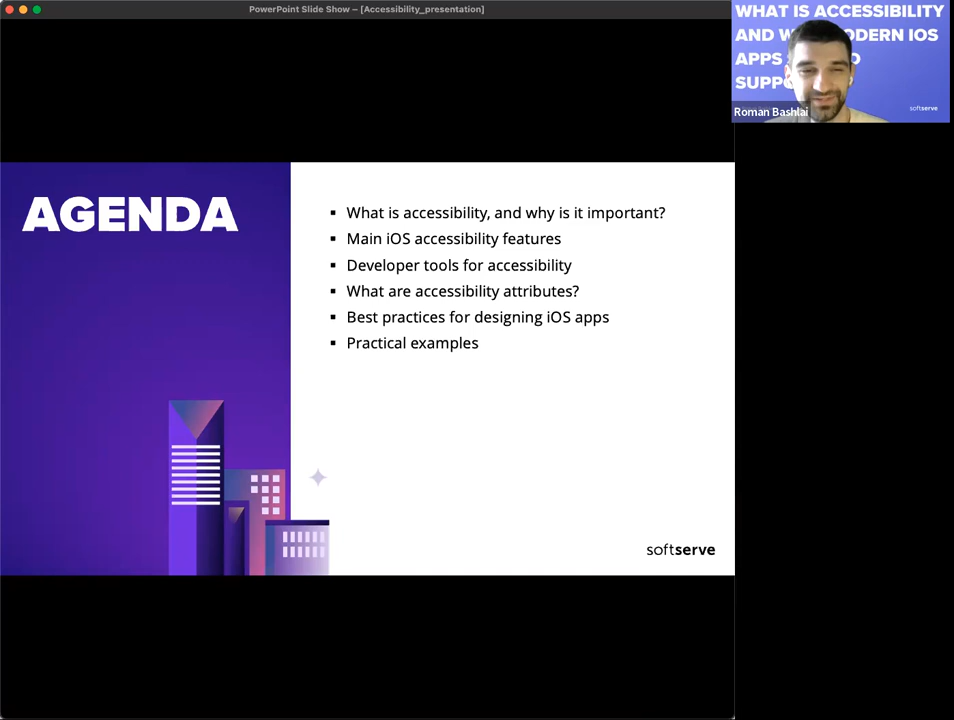 PowerPoint Slide Show – [Accessibility_presentation]
WHAT IS ACCESSIBILITY
AND
ODERN IOS
APPS
SUPP
softserve
Roman Bashlai
AGENDA
▪ What is accessibility, and why is it important?
▪ Main iOS accessibility features
▪ Developer tools for accessibility
▪ What are accessibility attributes?
▪ Best practices for designing iOS apps
▪ Practical examples
softserve